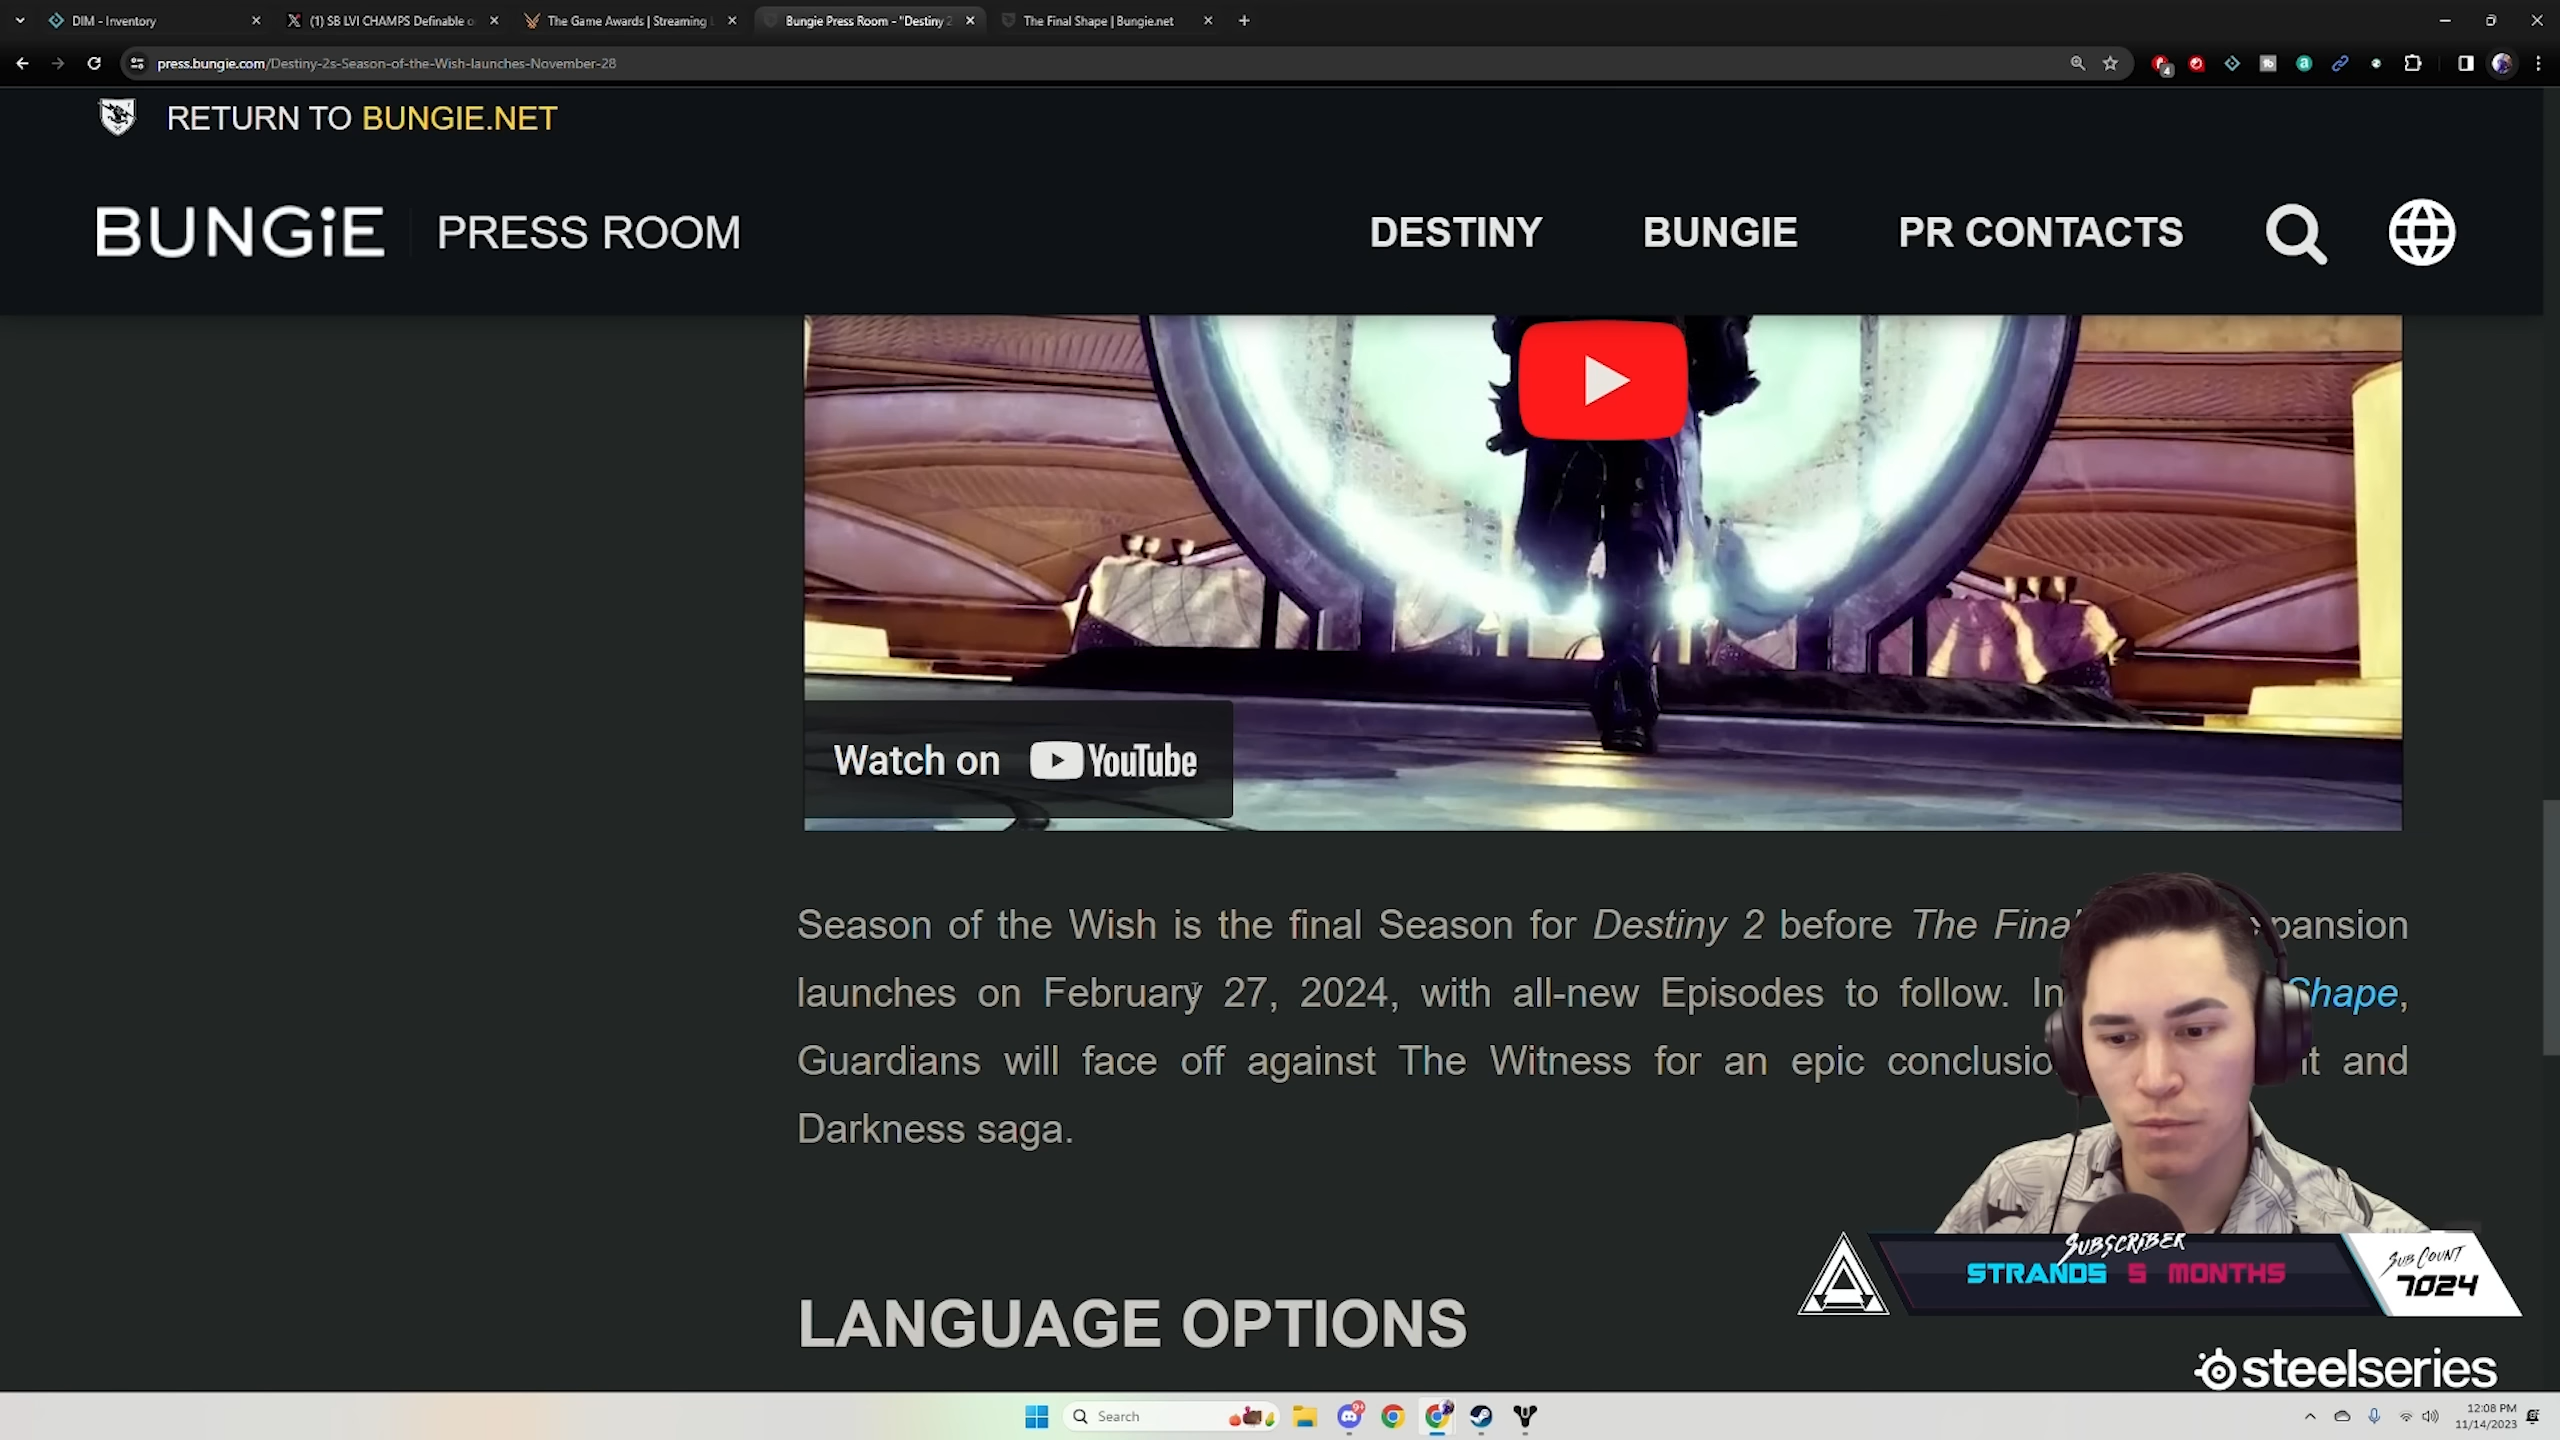 DIM - Inventory
(1) SB LVI CHAMPS Definable o
The Game Awards | Streaming
Bungie Press Room - "Destiny 2
The Final Shape | Bungie.net
press.bungie.com/Destiny-2s-Season-of-the-Wish-launches-November-28
RETURN TO BUNGIE.NET
BUNGiE
PRESS ROOM
DESTINY
BUNGIE
PR CONTACTS
Watch on YouTube
Season of the Wish is the final Season for Destiny 2 before The Fina pansion
launches on February 27, 2024, with all-new Episodes to follow. In Shape,
Guardians will face off against The Witness for an epic conclusio t and
Darkness saga.
SUBSCRIBER
STRANDS 5 MONTHS
SUB COUNT
7024
LANGUAGE OPTIONS
steelseries
Search
9+
12:08 PM
11/14/2023